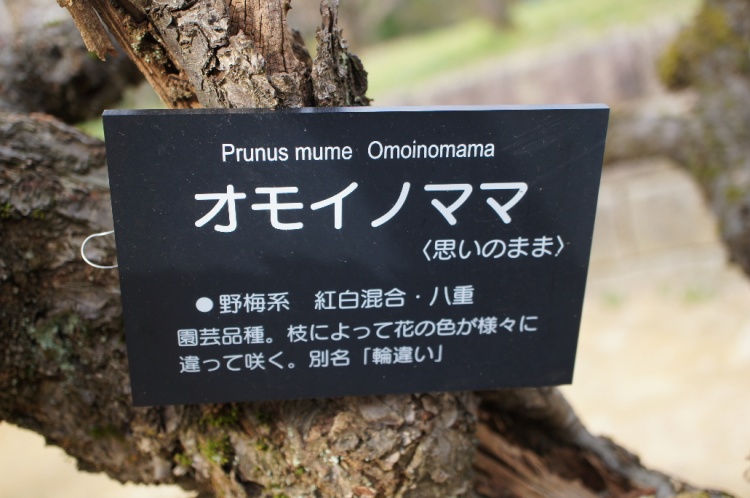 Prunus mume Omoinomama
オモイノママ
〈思いのまま〉
●野梅系　紅白混合・八重
園芸品種。枝によって花の色が様々に
違って咲く。別名「輪違い」